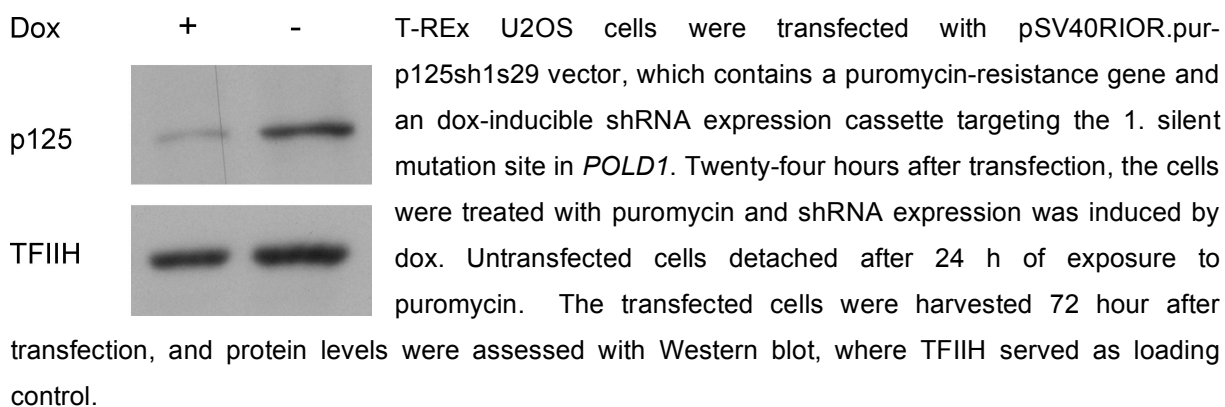 Dox + -
p125
TFIIH
T-REx U2OS cells were transfected with pSV40RIOR.pur-
p125sh1s29 vector, which contains a puromycin-resistance gene and
an dox-inducible shRNA expression cassette targeting the 1. silent
mutation site in POLD1. Twenty-four hours after transfection, the cells
were treated with puromycin and shRNA expression was induced by
dox. Untransfected cells detached after 24 h of exposure to
puromycin. The transfected cells were harvested 72 hour after
transfection, and protein levels were assessed with Western blot, where TFIIH served as loading
control.